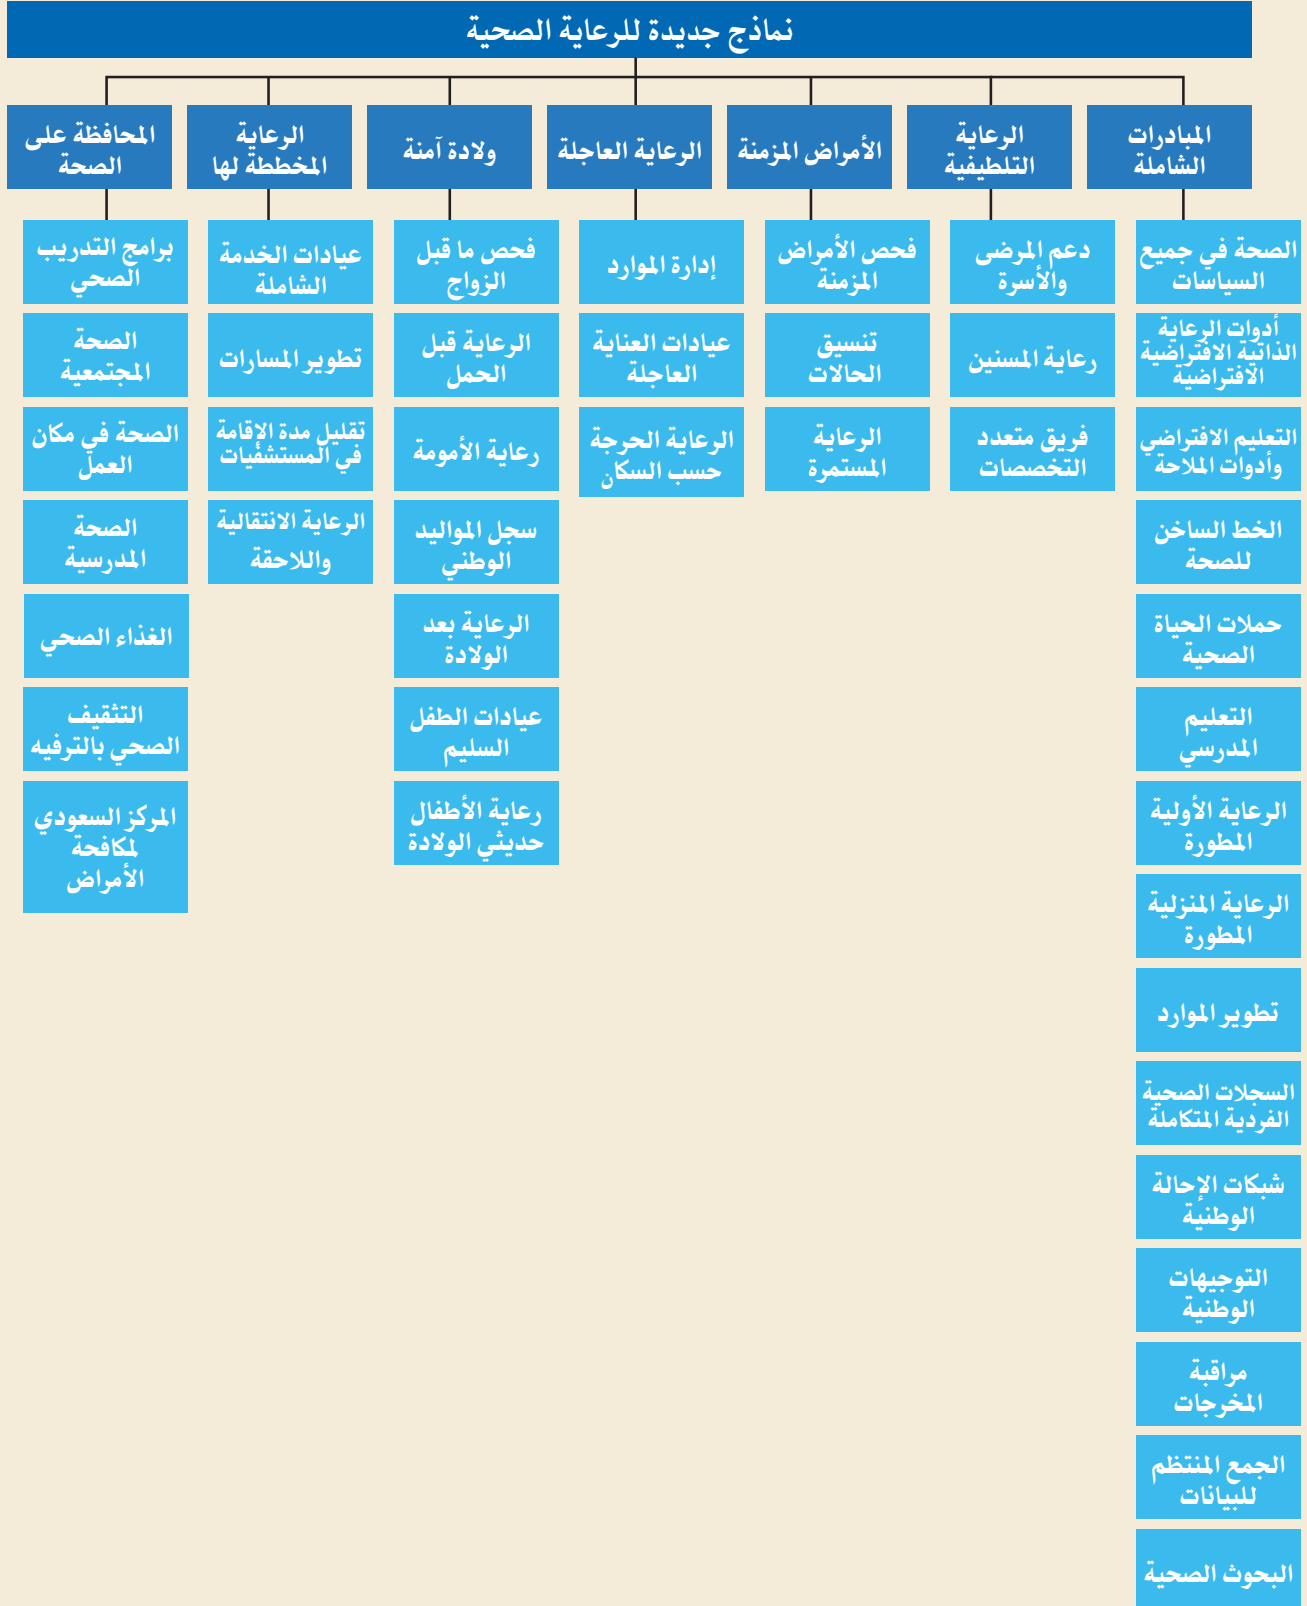 نماذج جديدة للرعاية الصحية
المبادرات
الشاملة
الرعاية
التلطيفية
الأمراض المزمنة
الرعاية العاجلة
ولادة آمنة
الرعاية
المخططة لها
المحافظة على
الصحة
الصحة في جميع
السياسات
أدوات الرعاية
الذاتية الافتراضية
الافتراضية
التعليم الافتراضي
وأدوات الملاحة
الخط الساخن
للصحة
حملات الحياة
الصحية
التعليم
المدرسي
الرعاية الأولية
المطورة
الرعاية المنزلية
المطورة
تطوير الموارد
السجلات الصحية
الفردية المتكاملة
شبكات الإحالة
الوطنية
التوجيهات
الوطنية
مراقبة
المخرجات
الجمع المنتظم
للبيانات
البحوث الصحية
دعم المرضى
والأسرة
رعاية المسنين
فريق متعدد
التخصصات
فحص الأمراض
المزمنة
تنسيق
الحالات
الرعاية
المستمرة
إدارة الموارد
عيادات العناية
العاجلة
الرعاية الحرجة
حسب السكان
فحص ما قبل
الزواج
الرعاية قبل
الحمل
رعاية الأمومة
سجل المواليد
الوطني
الرعاية بعد
الولادة
عيادات الطفل
السليم
رعاية الأطفال
حديثي الولادة
عيادات الخدمة
الشاملة
تطوير المسارات
تقليل مدة الإقامة
في المستشفيات
الرعاية الانتقالية
واللاحقة
برامج التدريب
الصحي
الصحة
المجتمعية
الصحة في مكان
العمل
الصحة
المدرسية
الغذاء الصحي
التثقيف
الصحي بالترفيه
المركز السعودي
لمكافحة
الأمراض